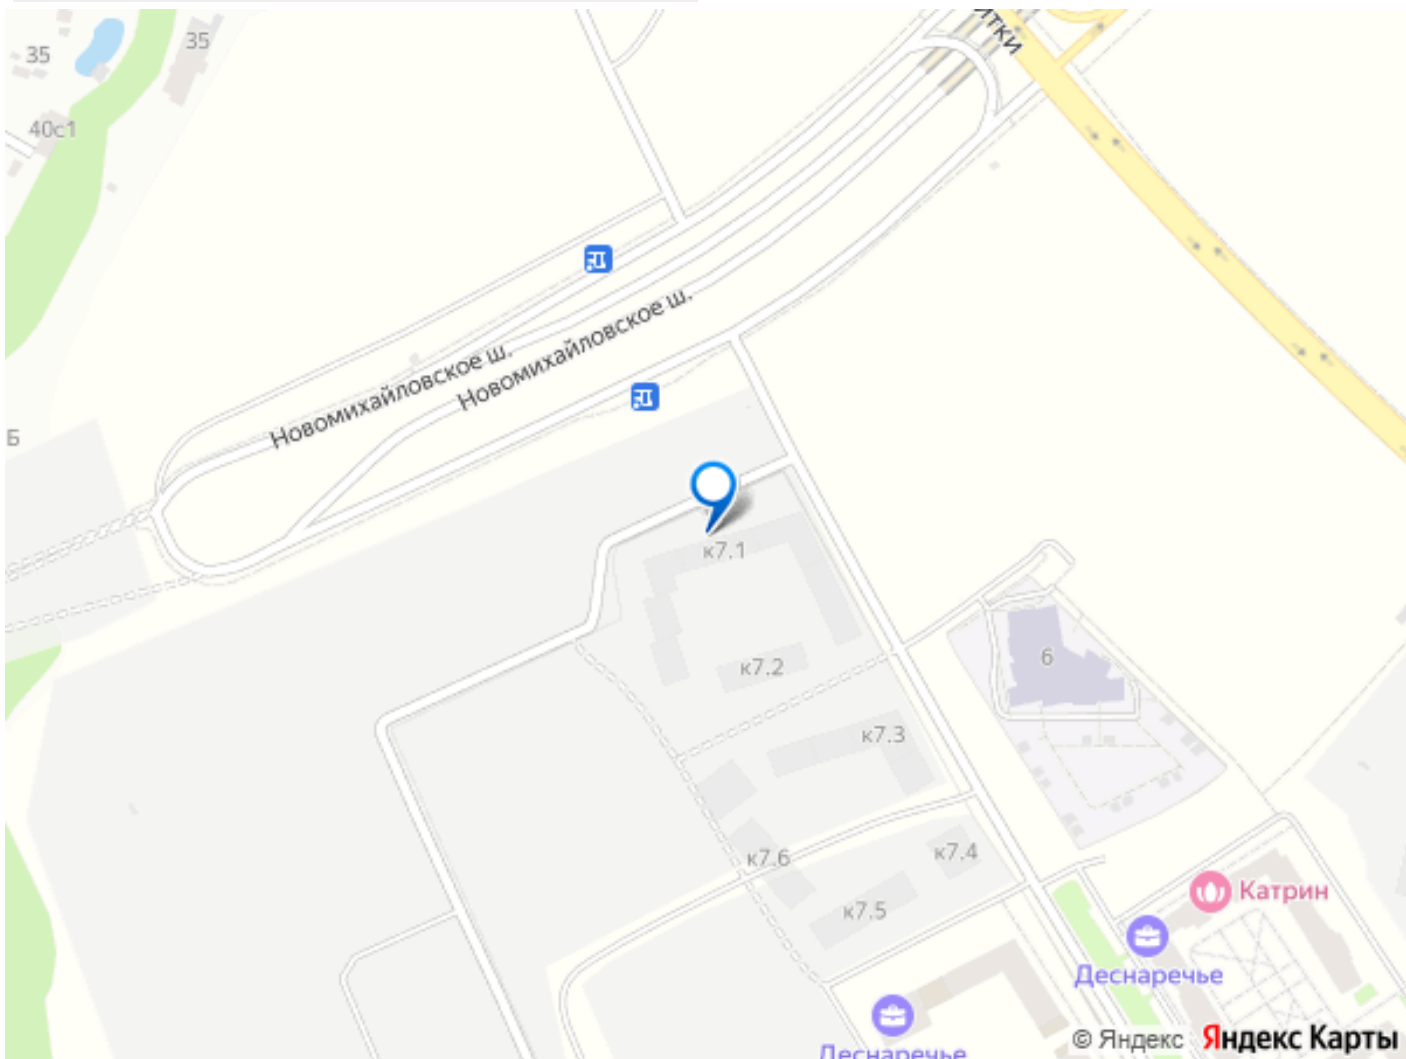 35
35
40с1
Новомихайловское ш.
Новомихайловское ш.
Б
к7.1
к7.2
6
к7.3
к7.6
к7.4
к7.5
Катрин
Деснаречье
Деснаречье
© Яндекс Яндекс Карты